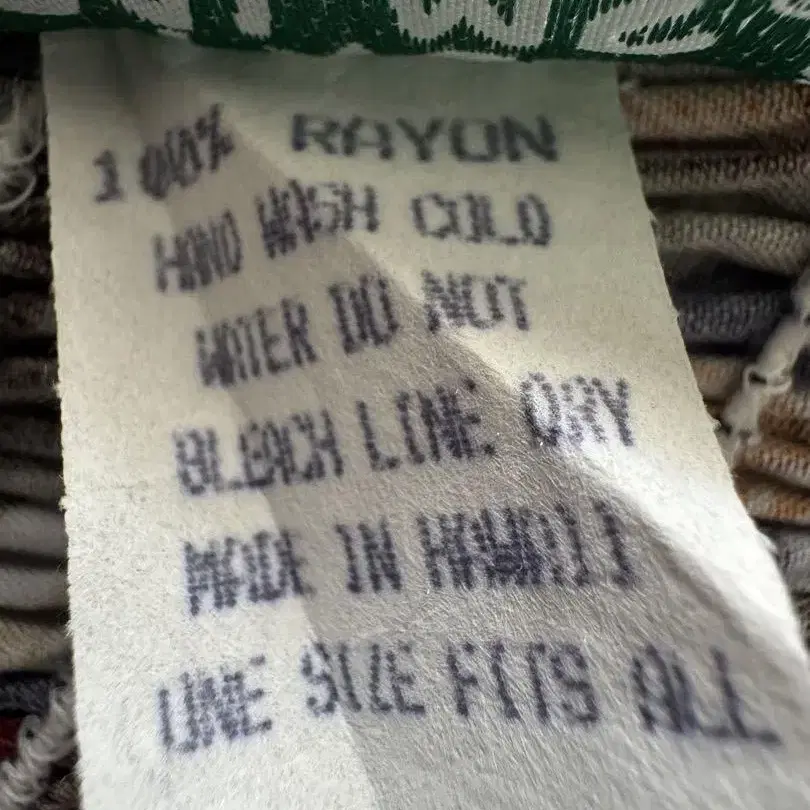 100% RAYON
HAND WASH COLD
WATER DO NOT
BLEACH LINE DRY
MADE IN HAWAII
ONE SIZE FITS ALL